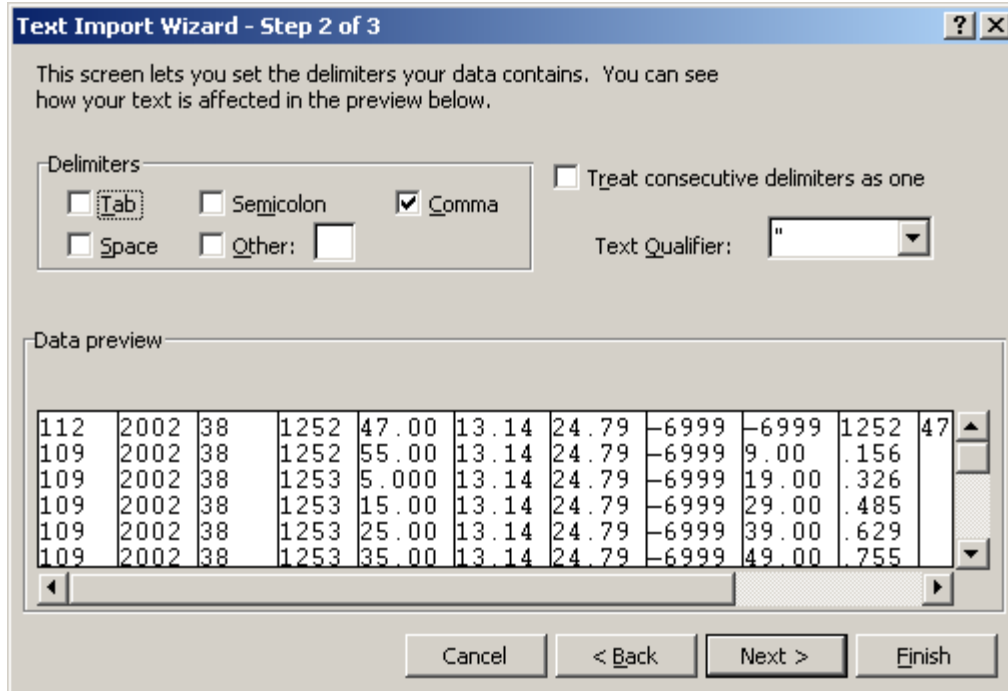 Text Import Wizard - Step 2 of 3
This screen lets you set the delimiters your data contains. You can see
how your text is affected in the preview below.
Delimiters
Tab Semicolon Comma
Space Other:
Treat consecutive delimiters as one
Text Qualifier: "
Data preview
112 2002 38 1252 47.00 13.14 24.79 -6999 -6999 1252 47
109 2002 38 1252 55.00 13.14 24.79 -6999 9.00 .156
109 2002 38 1253 5.000 13.14 24.79 -6999 19.00 .326
109 2002 38 1253 15.00 13.14 24.79 -6999 29.00 .485
109 2002 38 1253 25.00 13.14 24.79 -6999 39.00 .629
109 2002 38 1253 35.00 13.14 24.79 -6999 49.00 .755
Cancel < Back Next > Finish